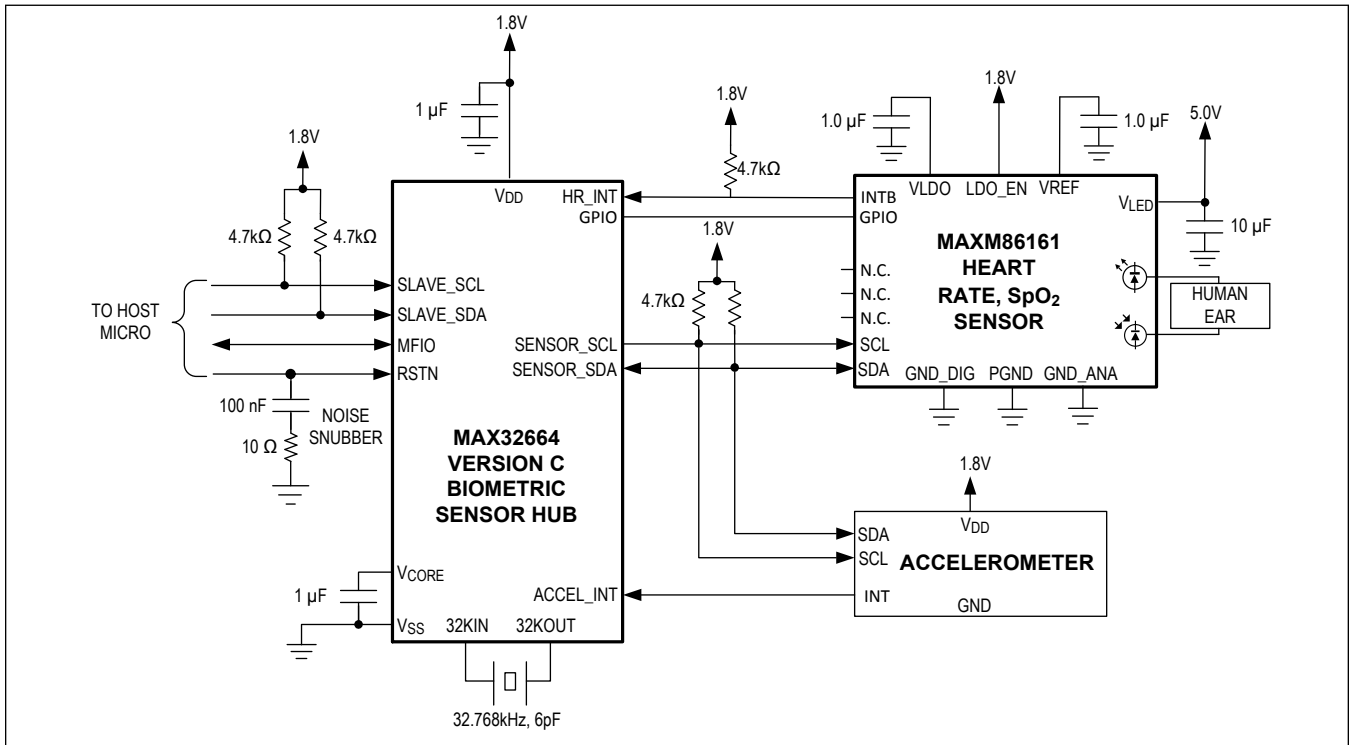 1.8V
1 µF
1.8V
4.7kΩ
4.7kΩ
TO HOST
MICRO
100 nF
10 Ω
NOISE
SNUBBER
1 µF
VDD
HR_INT
GPIO
SLAVE_SCL
SLAVE_SDA
MFIO
RSTN
SENSOR_SCL
SENSOR_SDA
MAX32664
VERSION C
BIOMETRIC
SENSOR HUB
VCORE
VSS
ACCEL_INT
32KIN
32KOUT
32.768kHz, 6pF
1.8V
4.7kΩ
1.8V
4.7kΩ
1.0 µF
1.8V
1.0 µF
5.0V
10 µF
VLDO
LDO_EN
VREF
INTB
GPIO
VLED
MAXM86161
HEART
RATE, SpO2
SENSOR
N.C.
N.C.
N.C.
SCL
SDA
GND_DIG
PGND
GND_ANA
HUMAN
EAR
1.8V
VDD
SDA
SCL
ACCELEROMETER
INT
GND